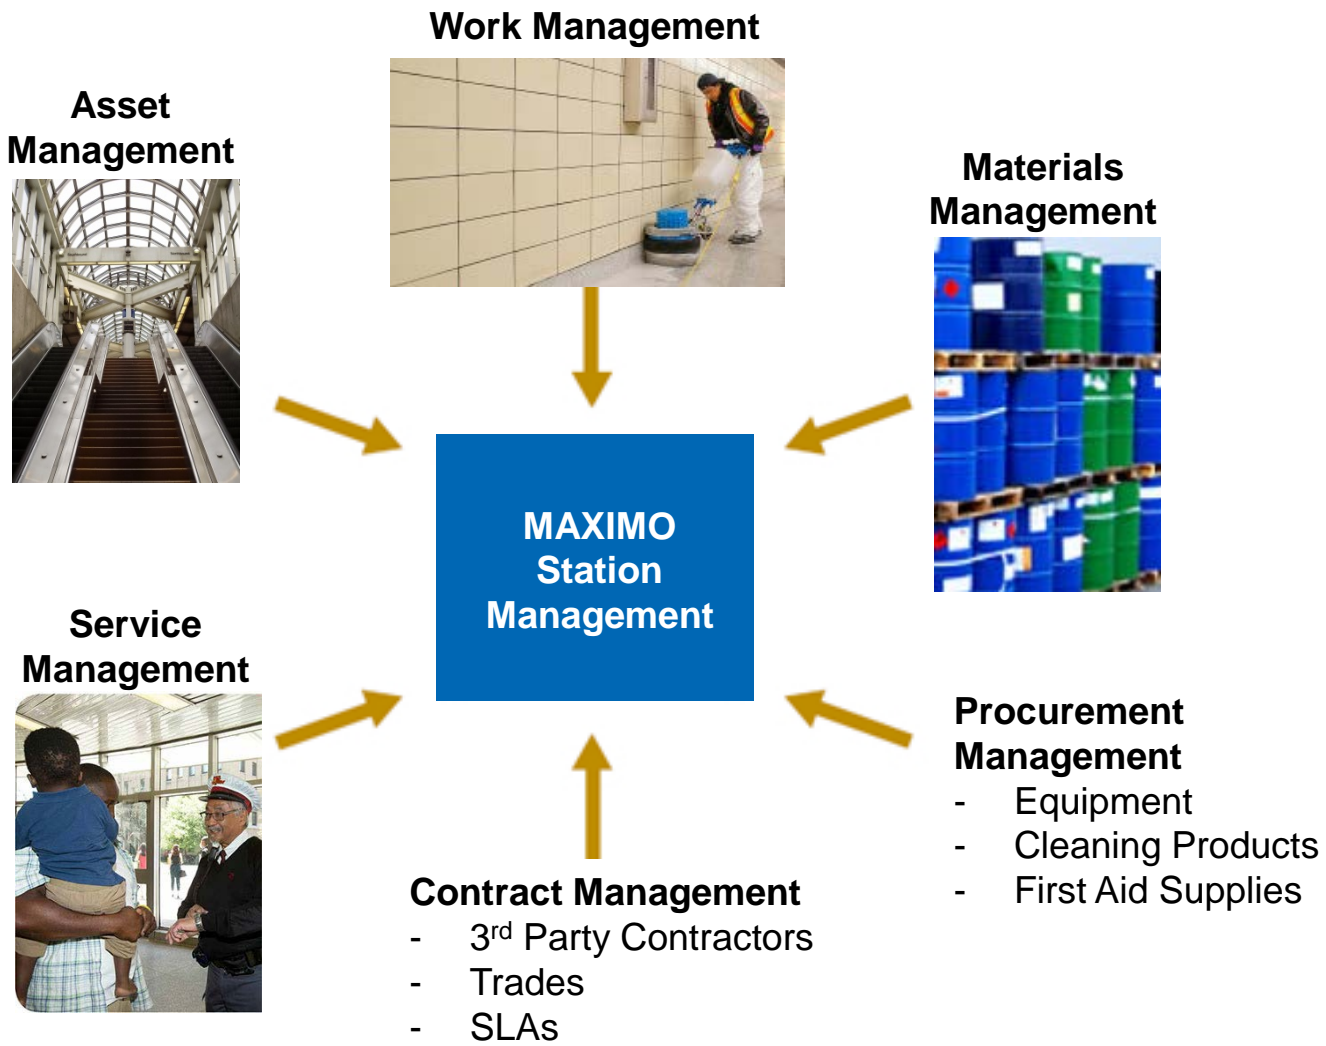 Work Management
Asset
Management
Materials
Management
MAXIMO
Station
Management
Service
Management
Procurement
Management
- Equipment
- Cleaning Products
- First Aid Supplies
Contract Management
- 3rd Party Contractors
- Trades
- SLAs